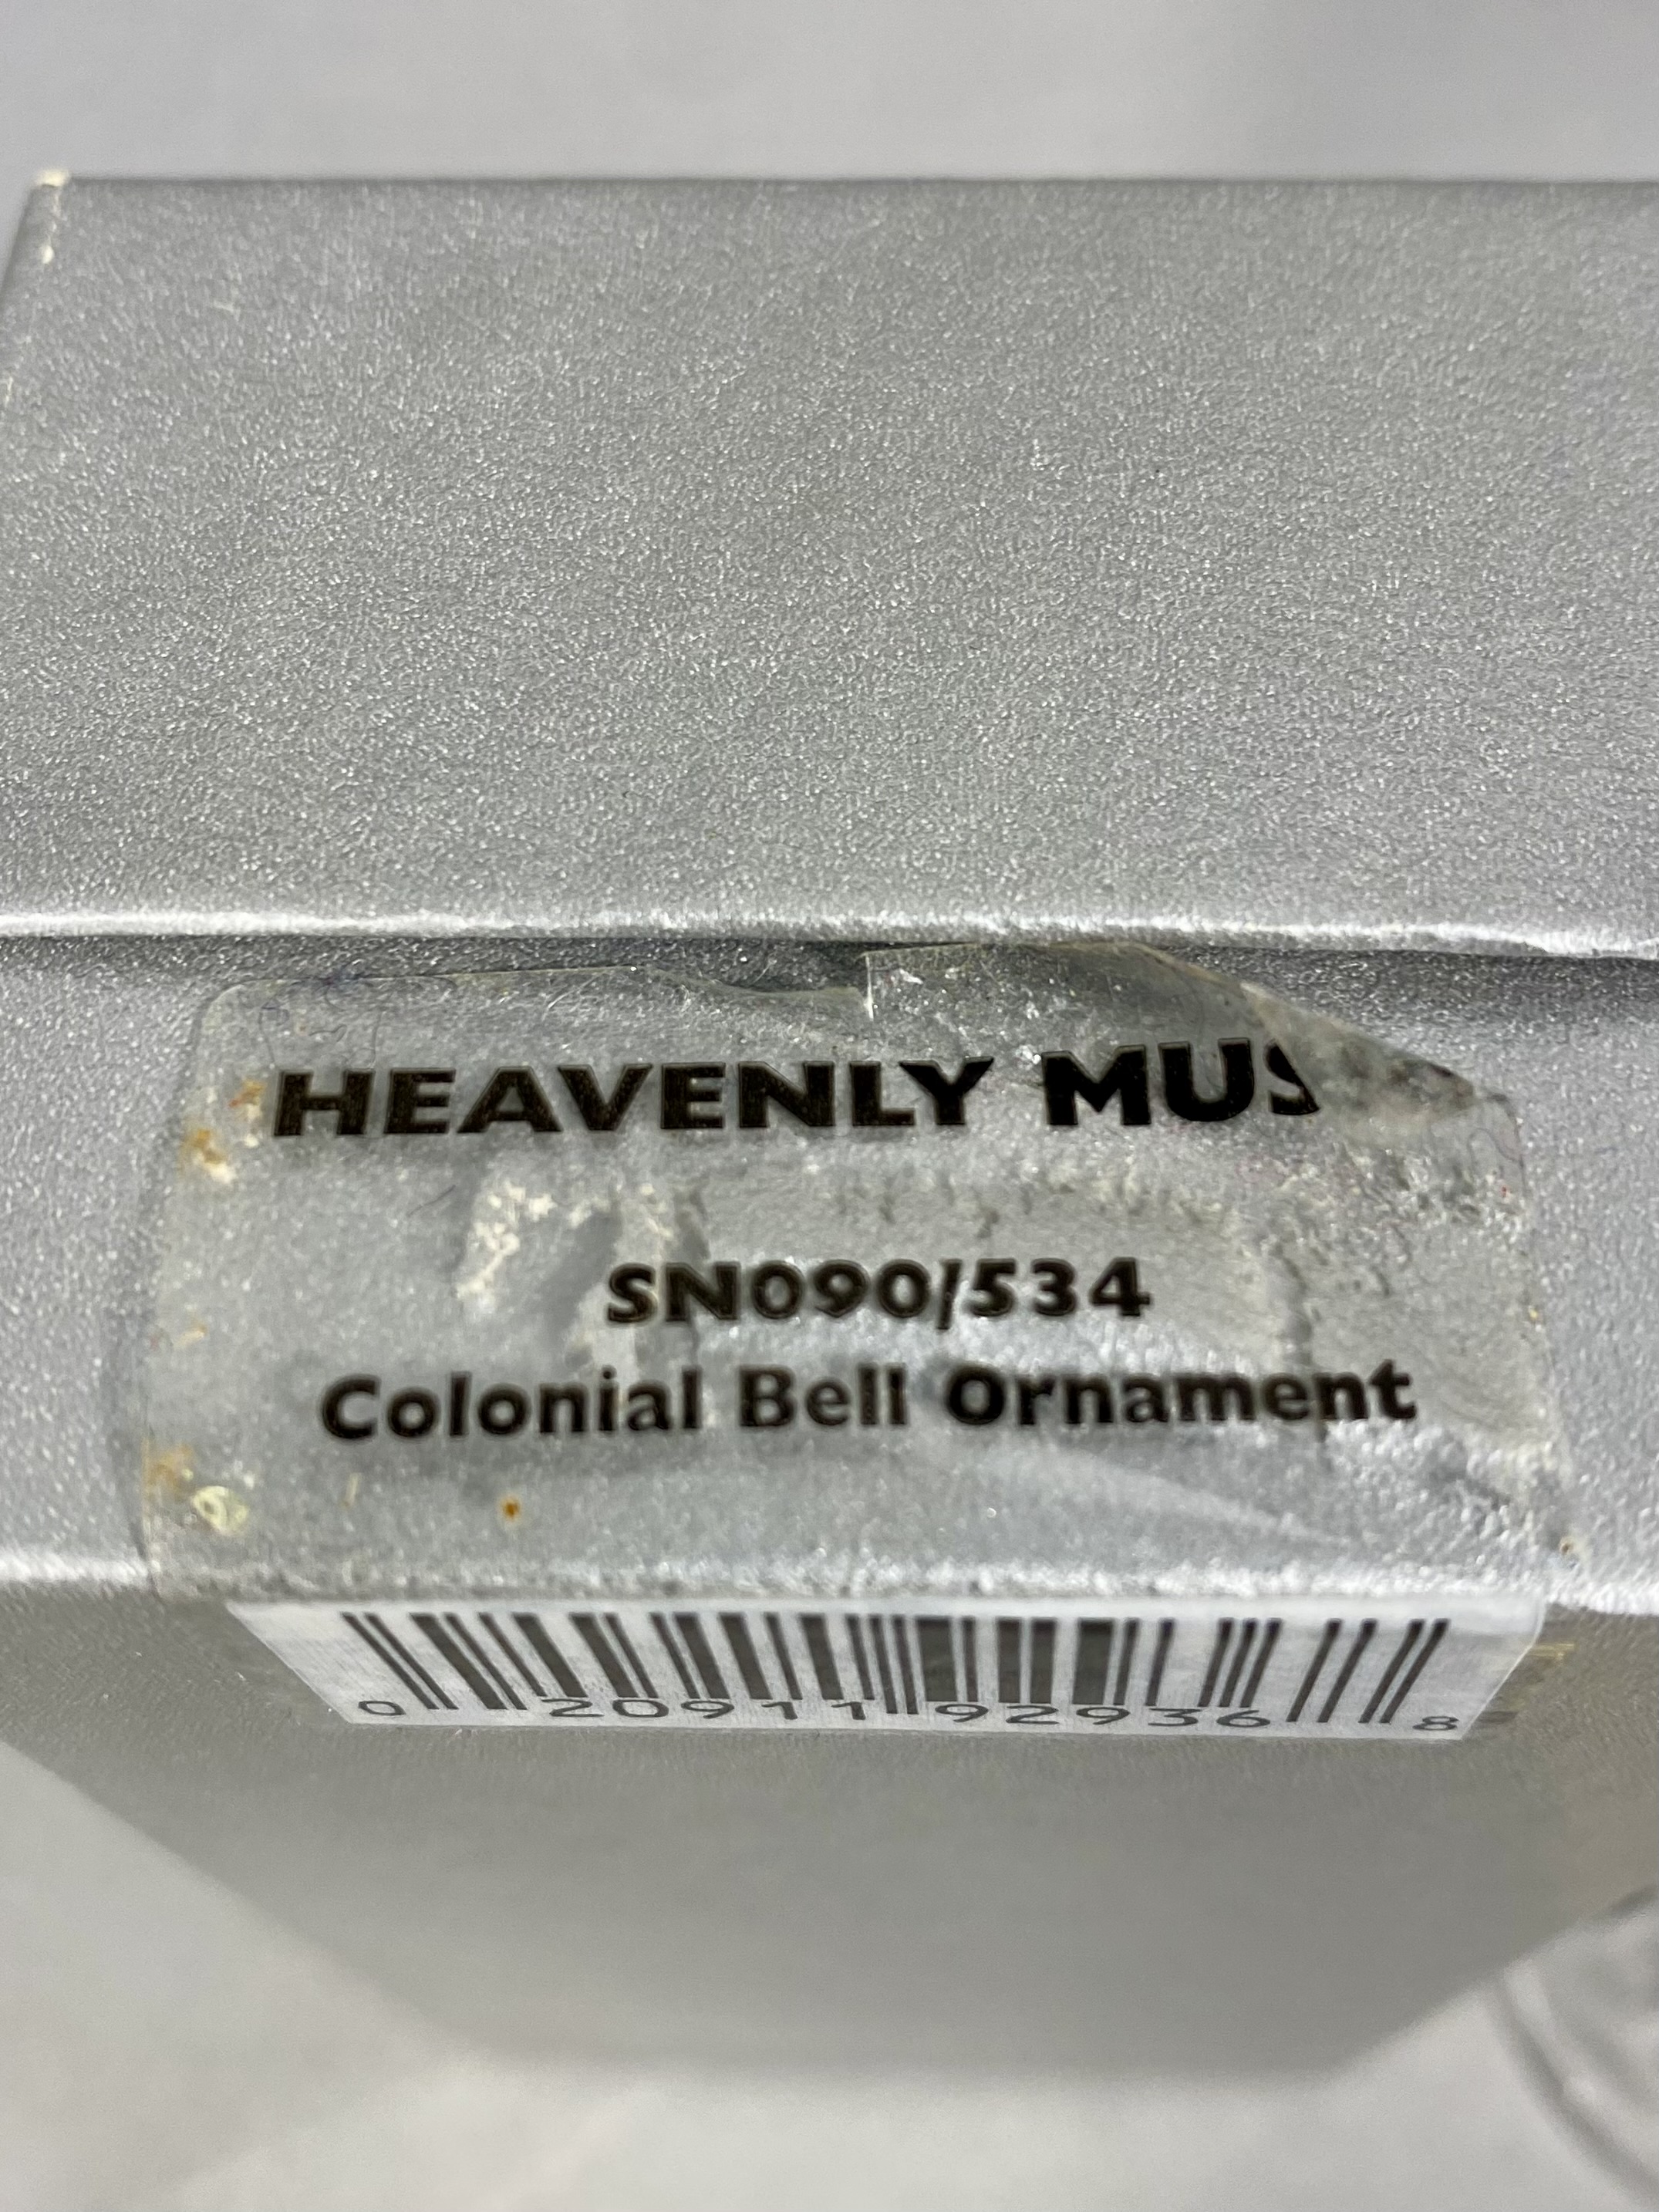 HEAVENLY MUS
SN090/534
Colonial Bell Ornament
0 20911 92936 8